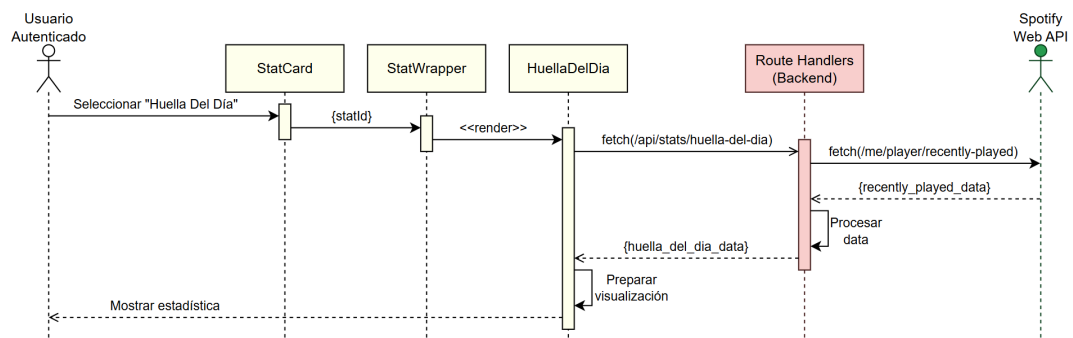 Usuario
Autenticado
Spotify
Web API
StatCard
StatWrapper
HuellaDelDia
Route Handlers
(Backend)
Seleccionar "Huella Del Día"
{statId}
<<render>>
fetch(/api/stats/huella-del-dia)
fetch(/me/player/recently-played)
{recently_played_data}
Procesar
data
{huella_del_dia_data}
Preparar
visualización
Mostrar estadística